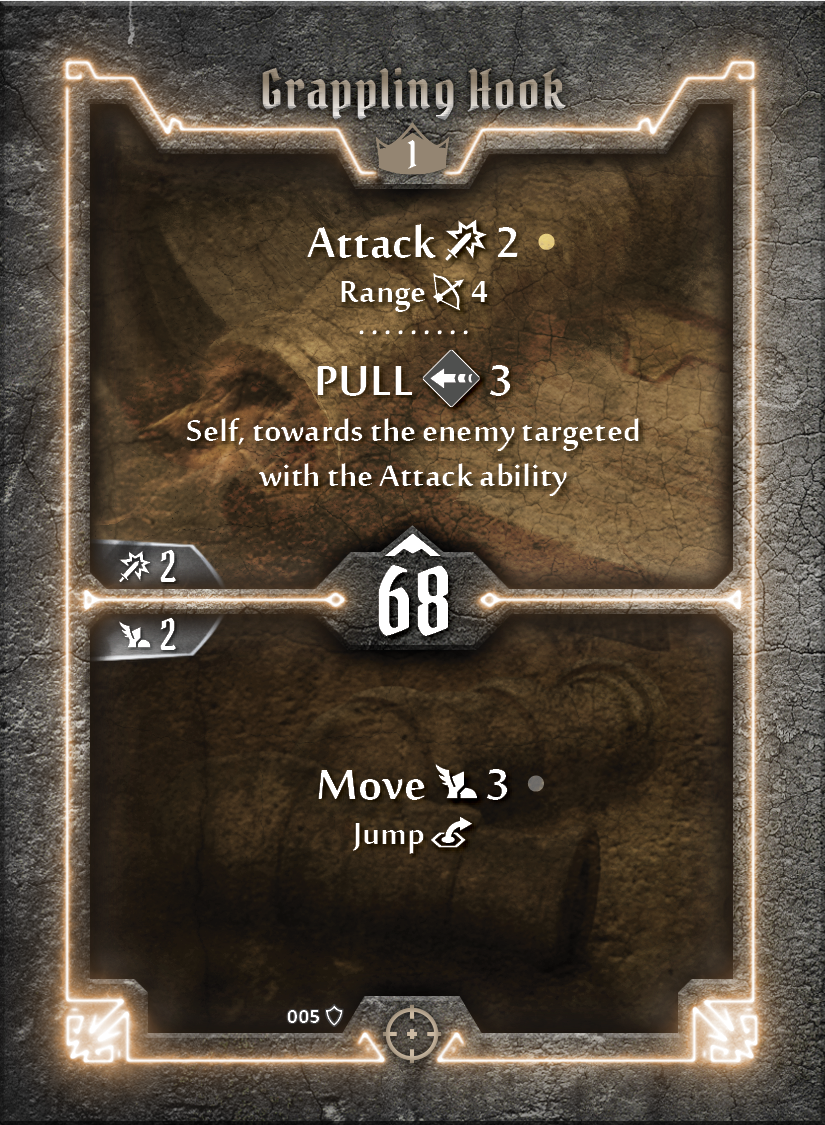 Grappling Hook
1
Attack 2
Range 4
PULL 3
Self, towards the enemy targeted
with the Attack ability
2
68
2
Move 3
Jump
005